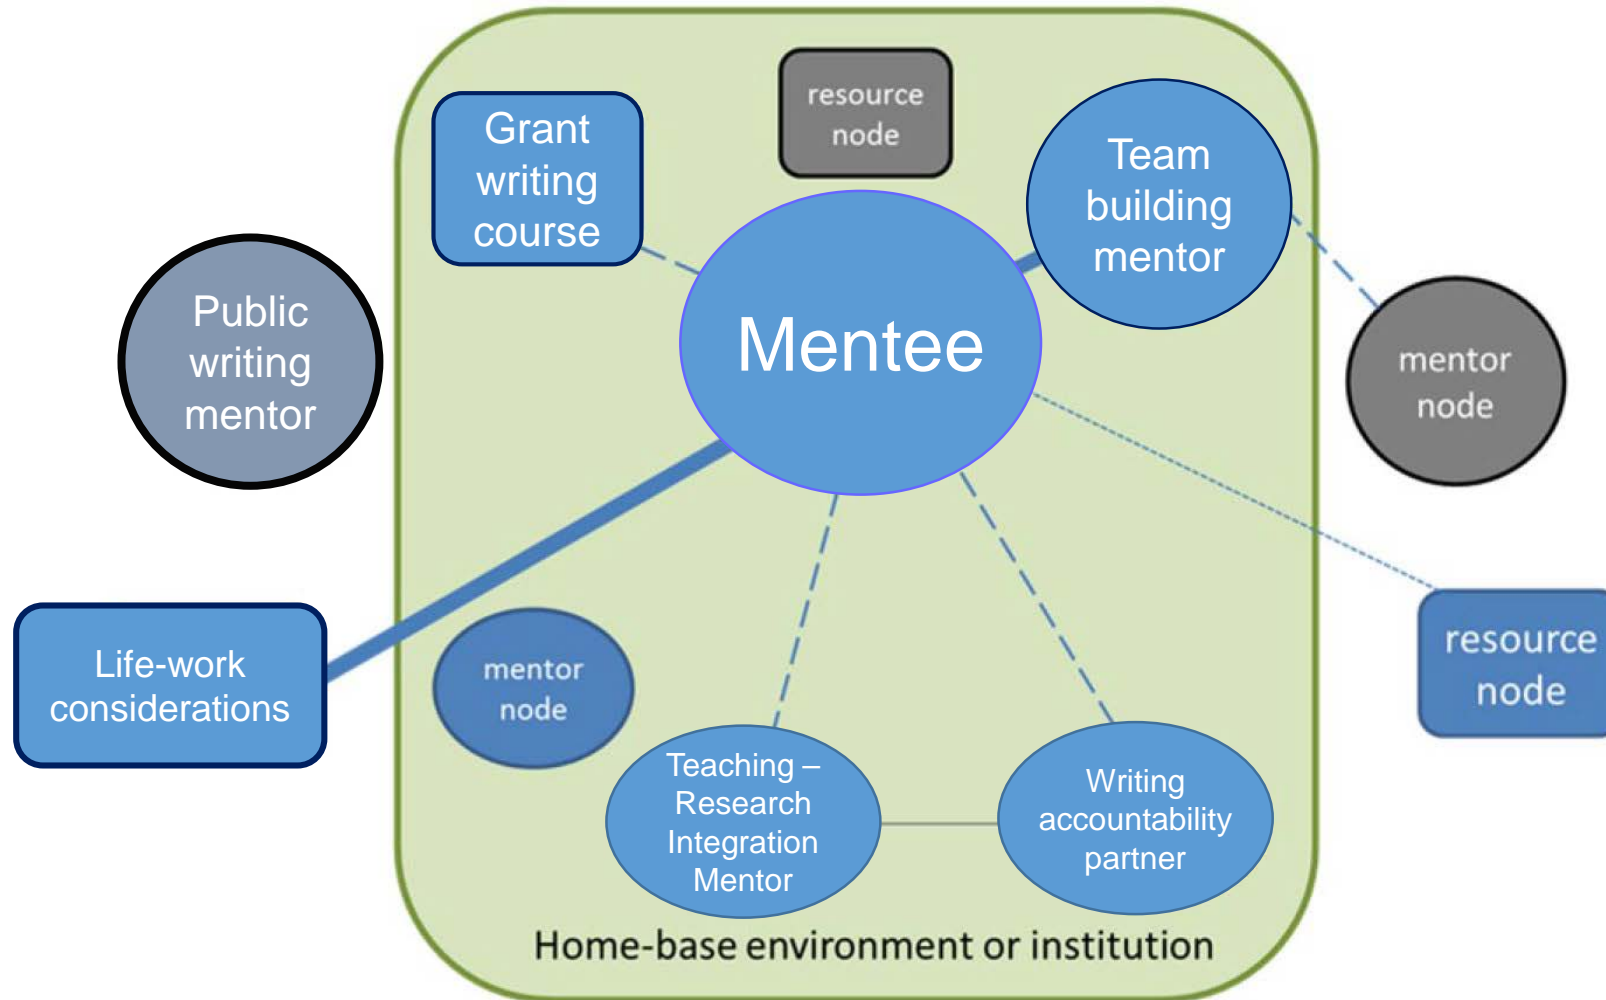 resource
node
Grant
writing
course
Team
building
mentor
Public
writing
mentor
Mentee
mentor
node
Life-work
considerations
mentor
node
resource
node
Teaching –
Research
Integration
Mentor
Writing
accountability
partner
Home-base environment or institution